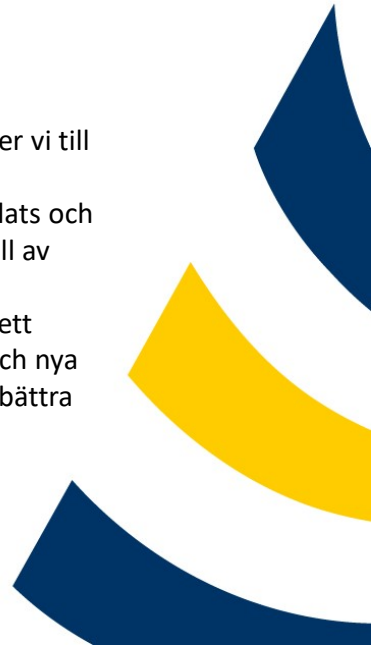 er vi till
lats och
ll av
ett
ch nya
bättra